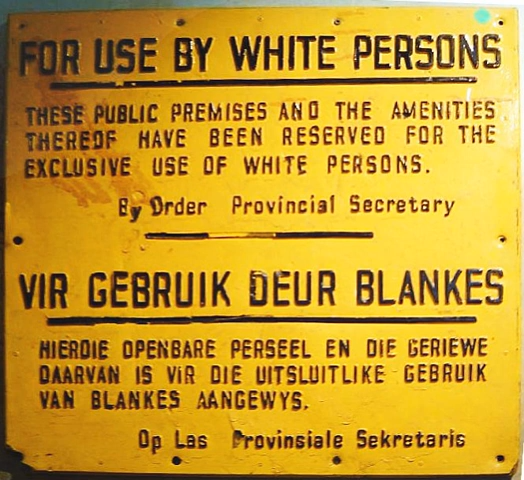 FOR USE BY WHITE PERSONS
THESE PUBLIC PREMISES AND THE AMENITIES
THEREOF HAVE BEEN RESERVED FOR THE
EXCLUSIVE USE OF WHITE PERSONS.
By Order Provincial Secretary
VIR GEBRUIK DEUR BLANKES
HIERDIE OPENBARE PERSEEL EN DIE GERIEWE
DAARVAN IS VIR DIE UITSLUITLIKE GEBRUIK
VAN BLANKES AANGEWYS.
Op Las Provinsiale Sekretaris